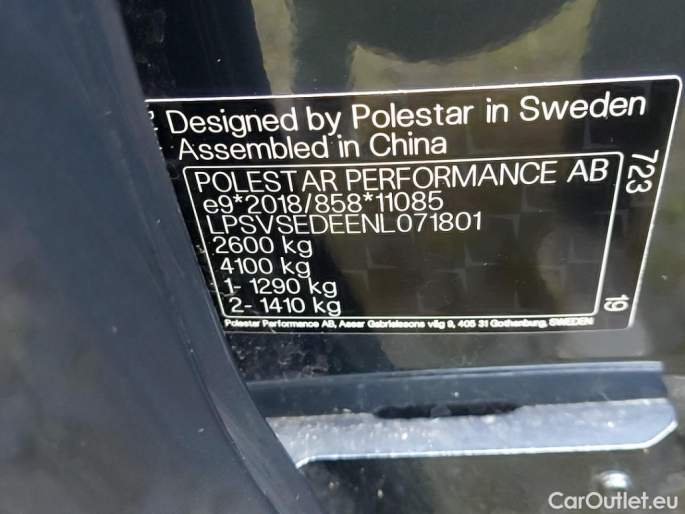 Designed by Polestar in Sweden
Assembled in China
POLESTAR PERFORMANCE AB
e9*2018/858*11085
LPSVSEDEENL071801
2600 kg
4100 kg
1- 1290 kg
2- 1410 kg
Polestar Performance AB, Assar Gabrielssons väg 9, 405 31 Gothenburg, SWEDEN
723
19
CarOutlet.eu